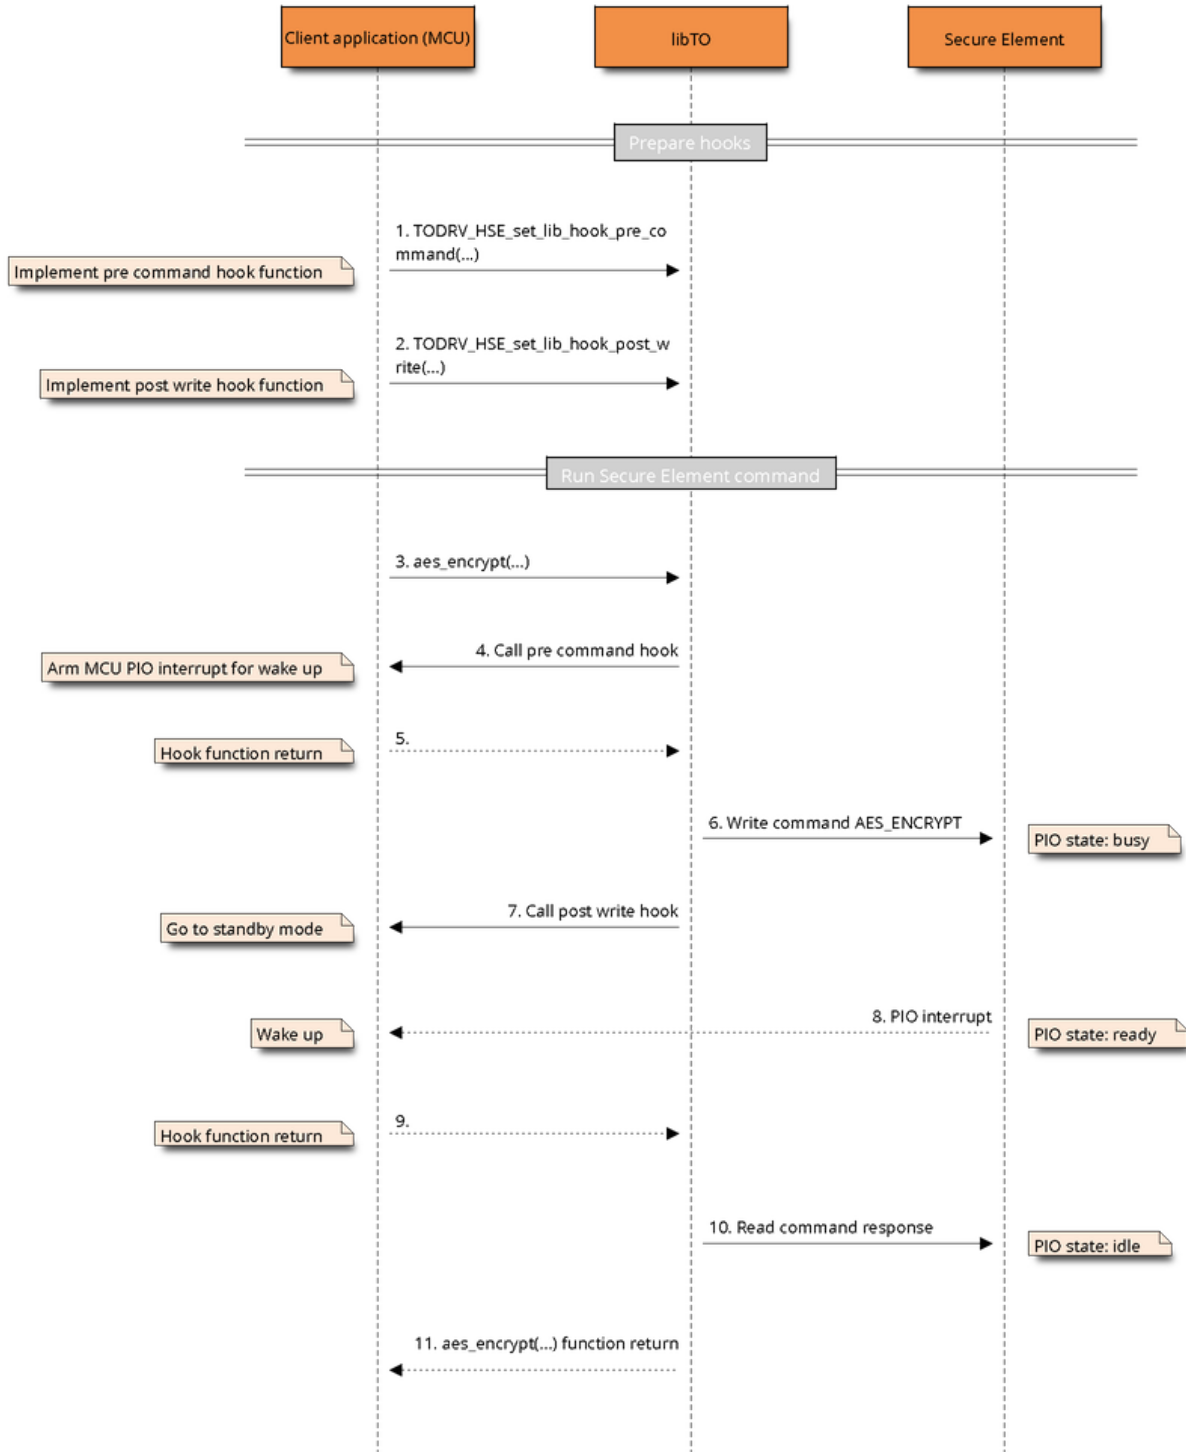 Client application (MCU)
libTO
Secure Element
Prepare hooks
1. TODRV_HSE_set_lib_hook_pre_co
mmand(...)
Implement pre command hook function
2. TODRV_HSE_set_lib_hook_post_w
rite(...)
Implement post write hook function
Run Secure Element command
3. aes_encrypt(...)
4. Call pre command hook
Arm MCU PIO interrupt for wake up
5.
Hook function return
6. Write command AES_ENCRYPT
PIO state: busy
7. Call post write hook
Go to standby mode
8. PIO interrupt
Wake up
PIO state: ready
9.
Hook function return
10. Read command response
PIO state: idle
11. aes_encrypt(...) function return